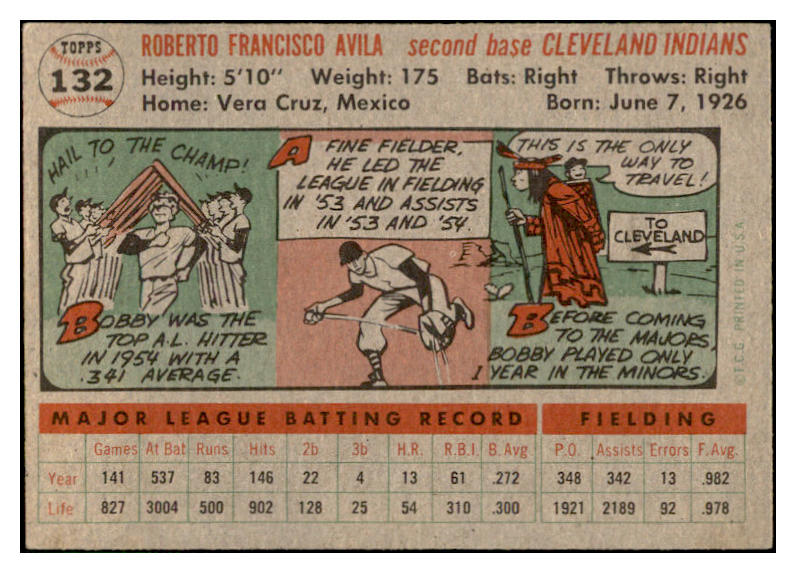 TOPPS
132
ROBERTO FRANCISCO AVILA second base CLEVELAND INDIANS
Height: 5'10" Weight: 175 Bats: Right Throws: Right
Home: Vera Cruz, Mexico Born: June 7, 1926
HAIL TO THE CHAMP!
BOBBY WAS THE
TOP A.L. HITTER
IN 1954 WITH A
.341 AVERAGE.
A FINE FIELDER,
HE LED THE
LEAGUE IN FIELDING
IN '53 AND ASSISTS
IN '53 AND '54.
THIS IS THE ONLY
WAY TO
TRAVEL!
TO
CLEVELAND
BEFORE COMING
TO THE MAJORS,
BOBBY PLAYED ONLY
1 YEAR IN THE MINORS.
© T.C.G. PRINTED IN U.S.A.
MAJOR LEAGUE BATTING RECORD FIELDING
Games At Bat Runs Hits 2b 3b H.R. R.B.I. B. Avg P.O. Assists Errors F. Avg.
Year 141 537 83 146 22 4 13 61 .272 348 342 13 .982
Life 827 3004 500 902 128 25 54 310 .300 1921 2189 92 .978